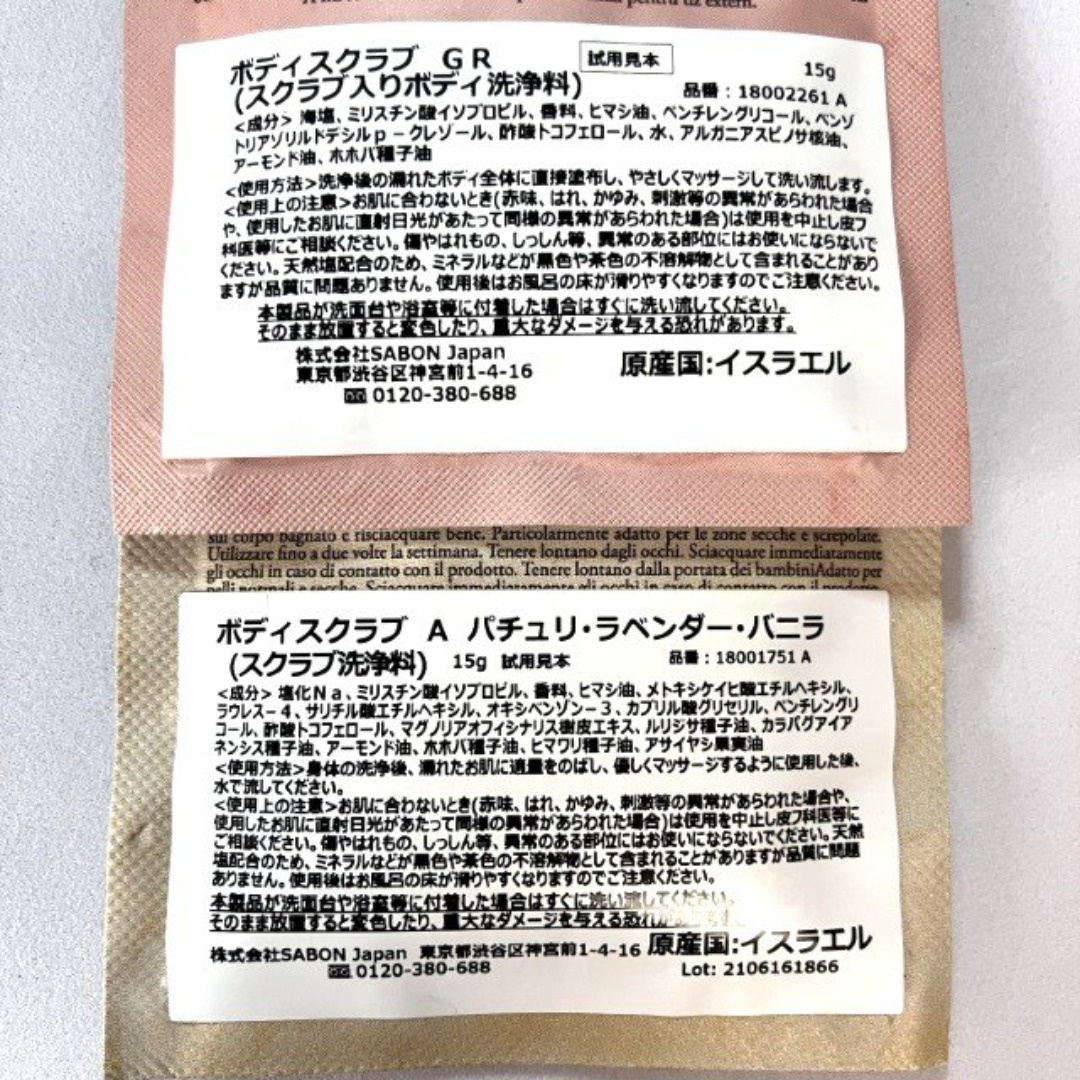 pentru uz extern.
ボディスクラブ GR 試用見本 15g
(スクラブ入りボディ洗浄料) 品番:18002261 A
<成分> 海塩、ミリスチン酸イソプロピル、香料、ヒマシ油、ペンチレングリコール、ベンゾ
トリアゾリルドデシルp-クレゾール、酢酸トコフェロール、水、アルガニアスピノサ核油、
アーモンド油、ホホバ種子油
<使用方法>洗浄後の濡れたボディ全体に直接塗布し、やさしくマッサージして洗い流します。
<使用上の注意>お肌に合わないとき(赤味、はれ、かゆみ、刺激等の異常があらわれた場合
や、使用したお肌に直射日光があたって同様の異常があらわれた場合)は使用を中止し皮フ
科医等にご相談ください。傷やはれもの、しっしん等、異常のある部位にはお使いにならないで
ください。天然塩配合のため、ミネラルなどが黒色や茶色の不溶解物として含まれることがあり
ますが品質に問題ありません。使用後はお風呂の床が滑りやすくなりますのでご注意ください。
本製品が洗面台や浴室等に付着した場合はすぐに洗い流してください。
そのまま放置すると変色したり、重大なダメージを与える恐れがあります。
株式会社SABON Japan
東京都渋谷区神宮前1-4-16 原産国:イスラエル
0120-380-688
sul corpo bagnato e risciacquare bene. Particolarmente adatto per le zone secche e screpolate.
Utilizzare fino a due volte la settimana. Tenere lontano dagli occhi. Sciacquare immediatamente
gli occhi in caso di contatto con il prodotto. Tenere lontano dalla portata dei bambiniAdatto per
pelli normali e secche. Sciacquare immediatamente gli occhi in caso di contatto con il prodotto
ボディスクラブ A パチュリ・ラベンダー・バニラ
(スクラブ洗浄料) 15g 試用見本 品番:18001751 A
<成分> 塩化Na、ミリスチン酸イソプロピル、香料、ヒマシ油、メトキシケイヒ酸エチルヘキシル、
ラウレス-4、サリチル酸エチルヘキシル、オキシベンゾン-3、カプリル酸グリセリル、ペンチレングリ
コール、酢酸トコフェロール、マグノリアオフィシナリス樹皮エキス、ルリジサ種子油、カラパグアイア
ネンシス種子油、アーモンド油、ホホバ種子油、ヒマワリ種子油、アサイヤシ果実油
<使用方法>身体の洗浄後、濡れたお肌に適量をのばし、優しくマッサージするように使用した後、
水で流してください。
<使用上の注意>お肌に合わないとき(赤味、はれ、かゆみ、刺激等の異常があらわれた場合や、
使用したお肌に直射日光があたって同様の異常があらわれた場合)は使用を中止し皮フ科医等に
ご相談ください。傷やはれもの、しっしん等、異常のある部位にはお使いにならないでください。天然
塩配合のため、ミネラルなどが黒色や茶色の不溶解物として含まれることがありますが品質に問題
ありません。使用後はお風呂の床が滑りやすくなりますのでご注意ください。
本製品が洗面台や浴室等に付着した場合はすぐに洗い流してください。
そのまま放置すると変色したり、重大なダメージを与える恐れがあります。
株式会社SABON Japan 東京都渋谷区神宮前1-4-16 原産国:イスラエル
0120-380-688 Lot: 2106161866